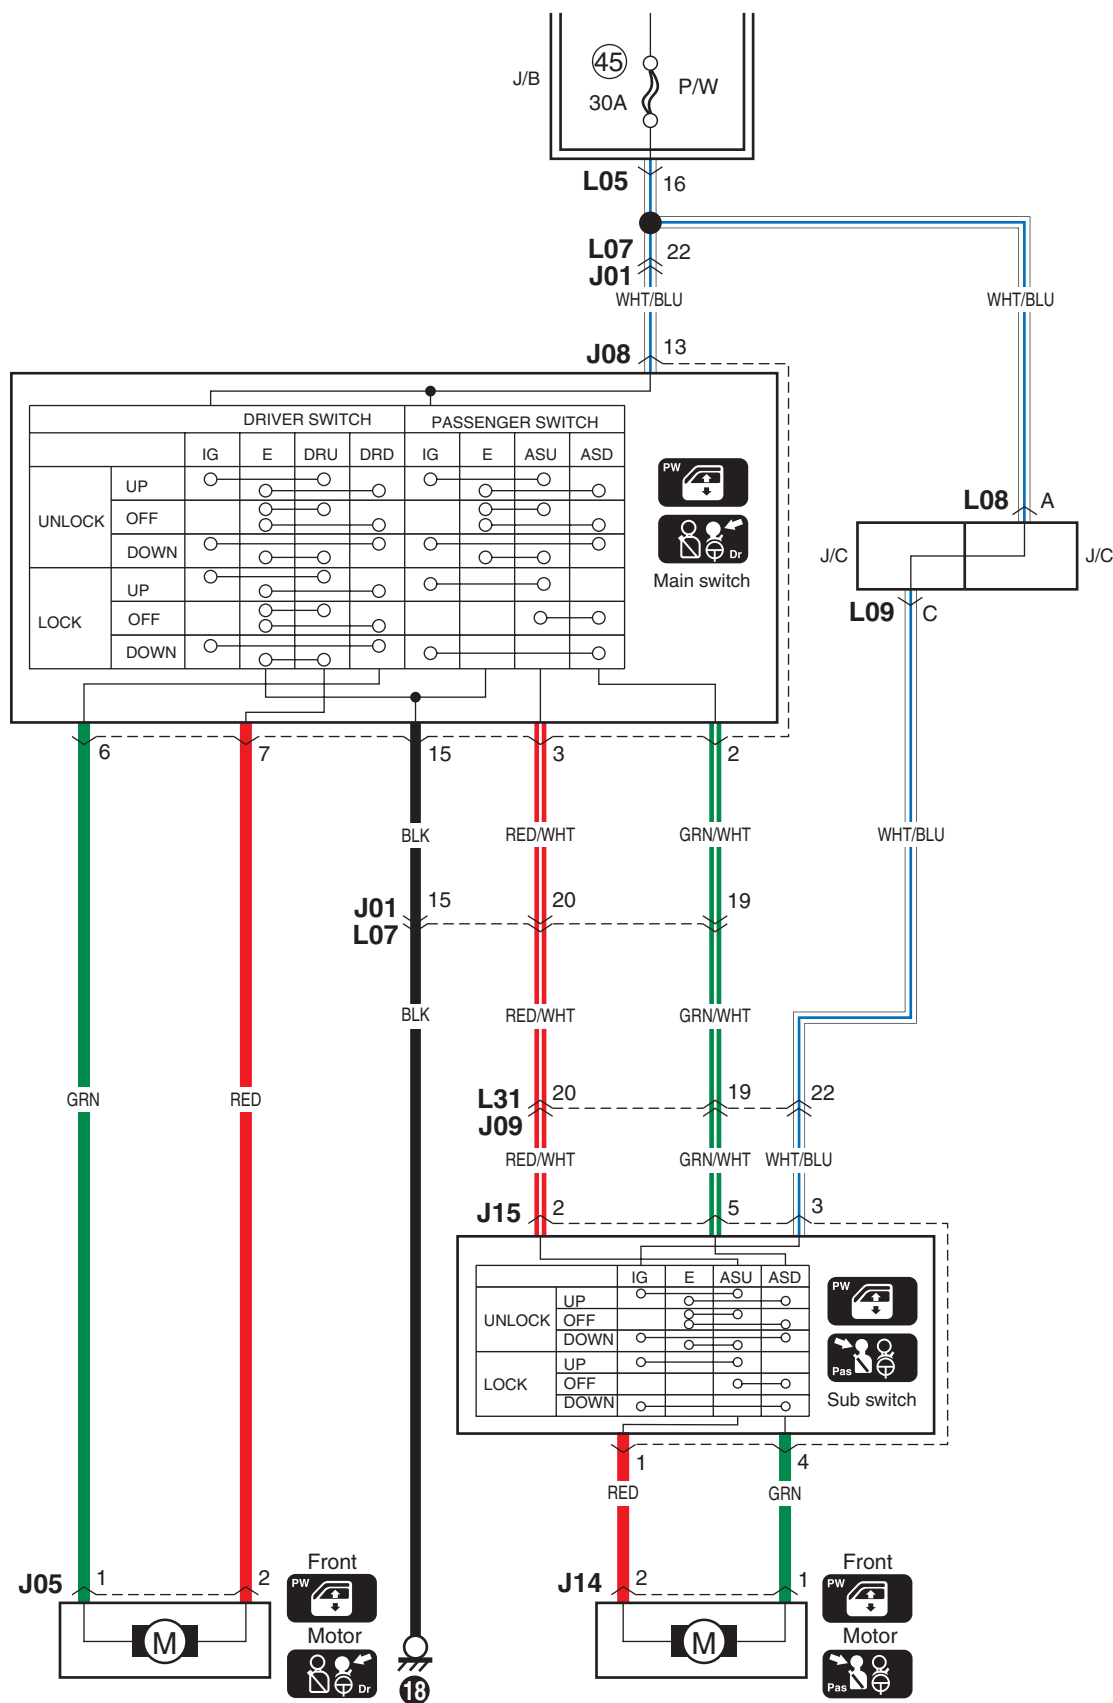 45
J/B
30A
P/W
L05 16
L07 22
J01
WHT/BLU WHT/BLU
J08 13
DRIVER SWITCH PASSENGER SWITCH
IG E DRU DRD IG E ASU ASD
UNLOCK
UP
OFF
DOWN
LOCK
UP
OFF
DOWN
PW
Dr
Main switch
L08 A
J/C J/C
L09 C
6 7 15 3 2
BLK RED/WHT GRN/WHT WHT/BLU
J01 15 20 19
L07
BLK RED/WHT GRN/WHT
GRN RED
L31 20 19 22
J09
RED/WHT GRN/WHT WHT/BLU
J15 2 5 3
IG E ASU ASD
UNLOCK
UP
OFF
DOWN
LOCK
UP
OFF
DOWN
PW
Pas
Sub switch
1 4
RED GRN
J05 1 2
Front
PW
Motor
Dr
M
18
J14 2 1
Front
PW
Motor
Pas
M